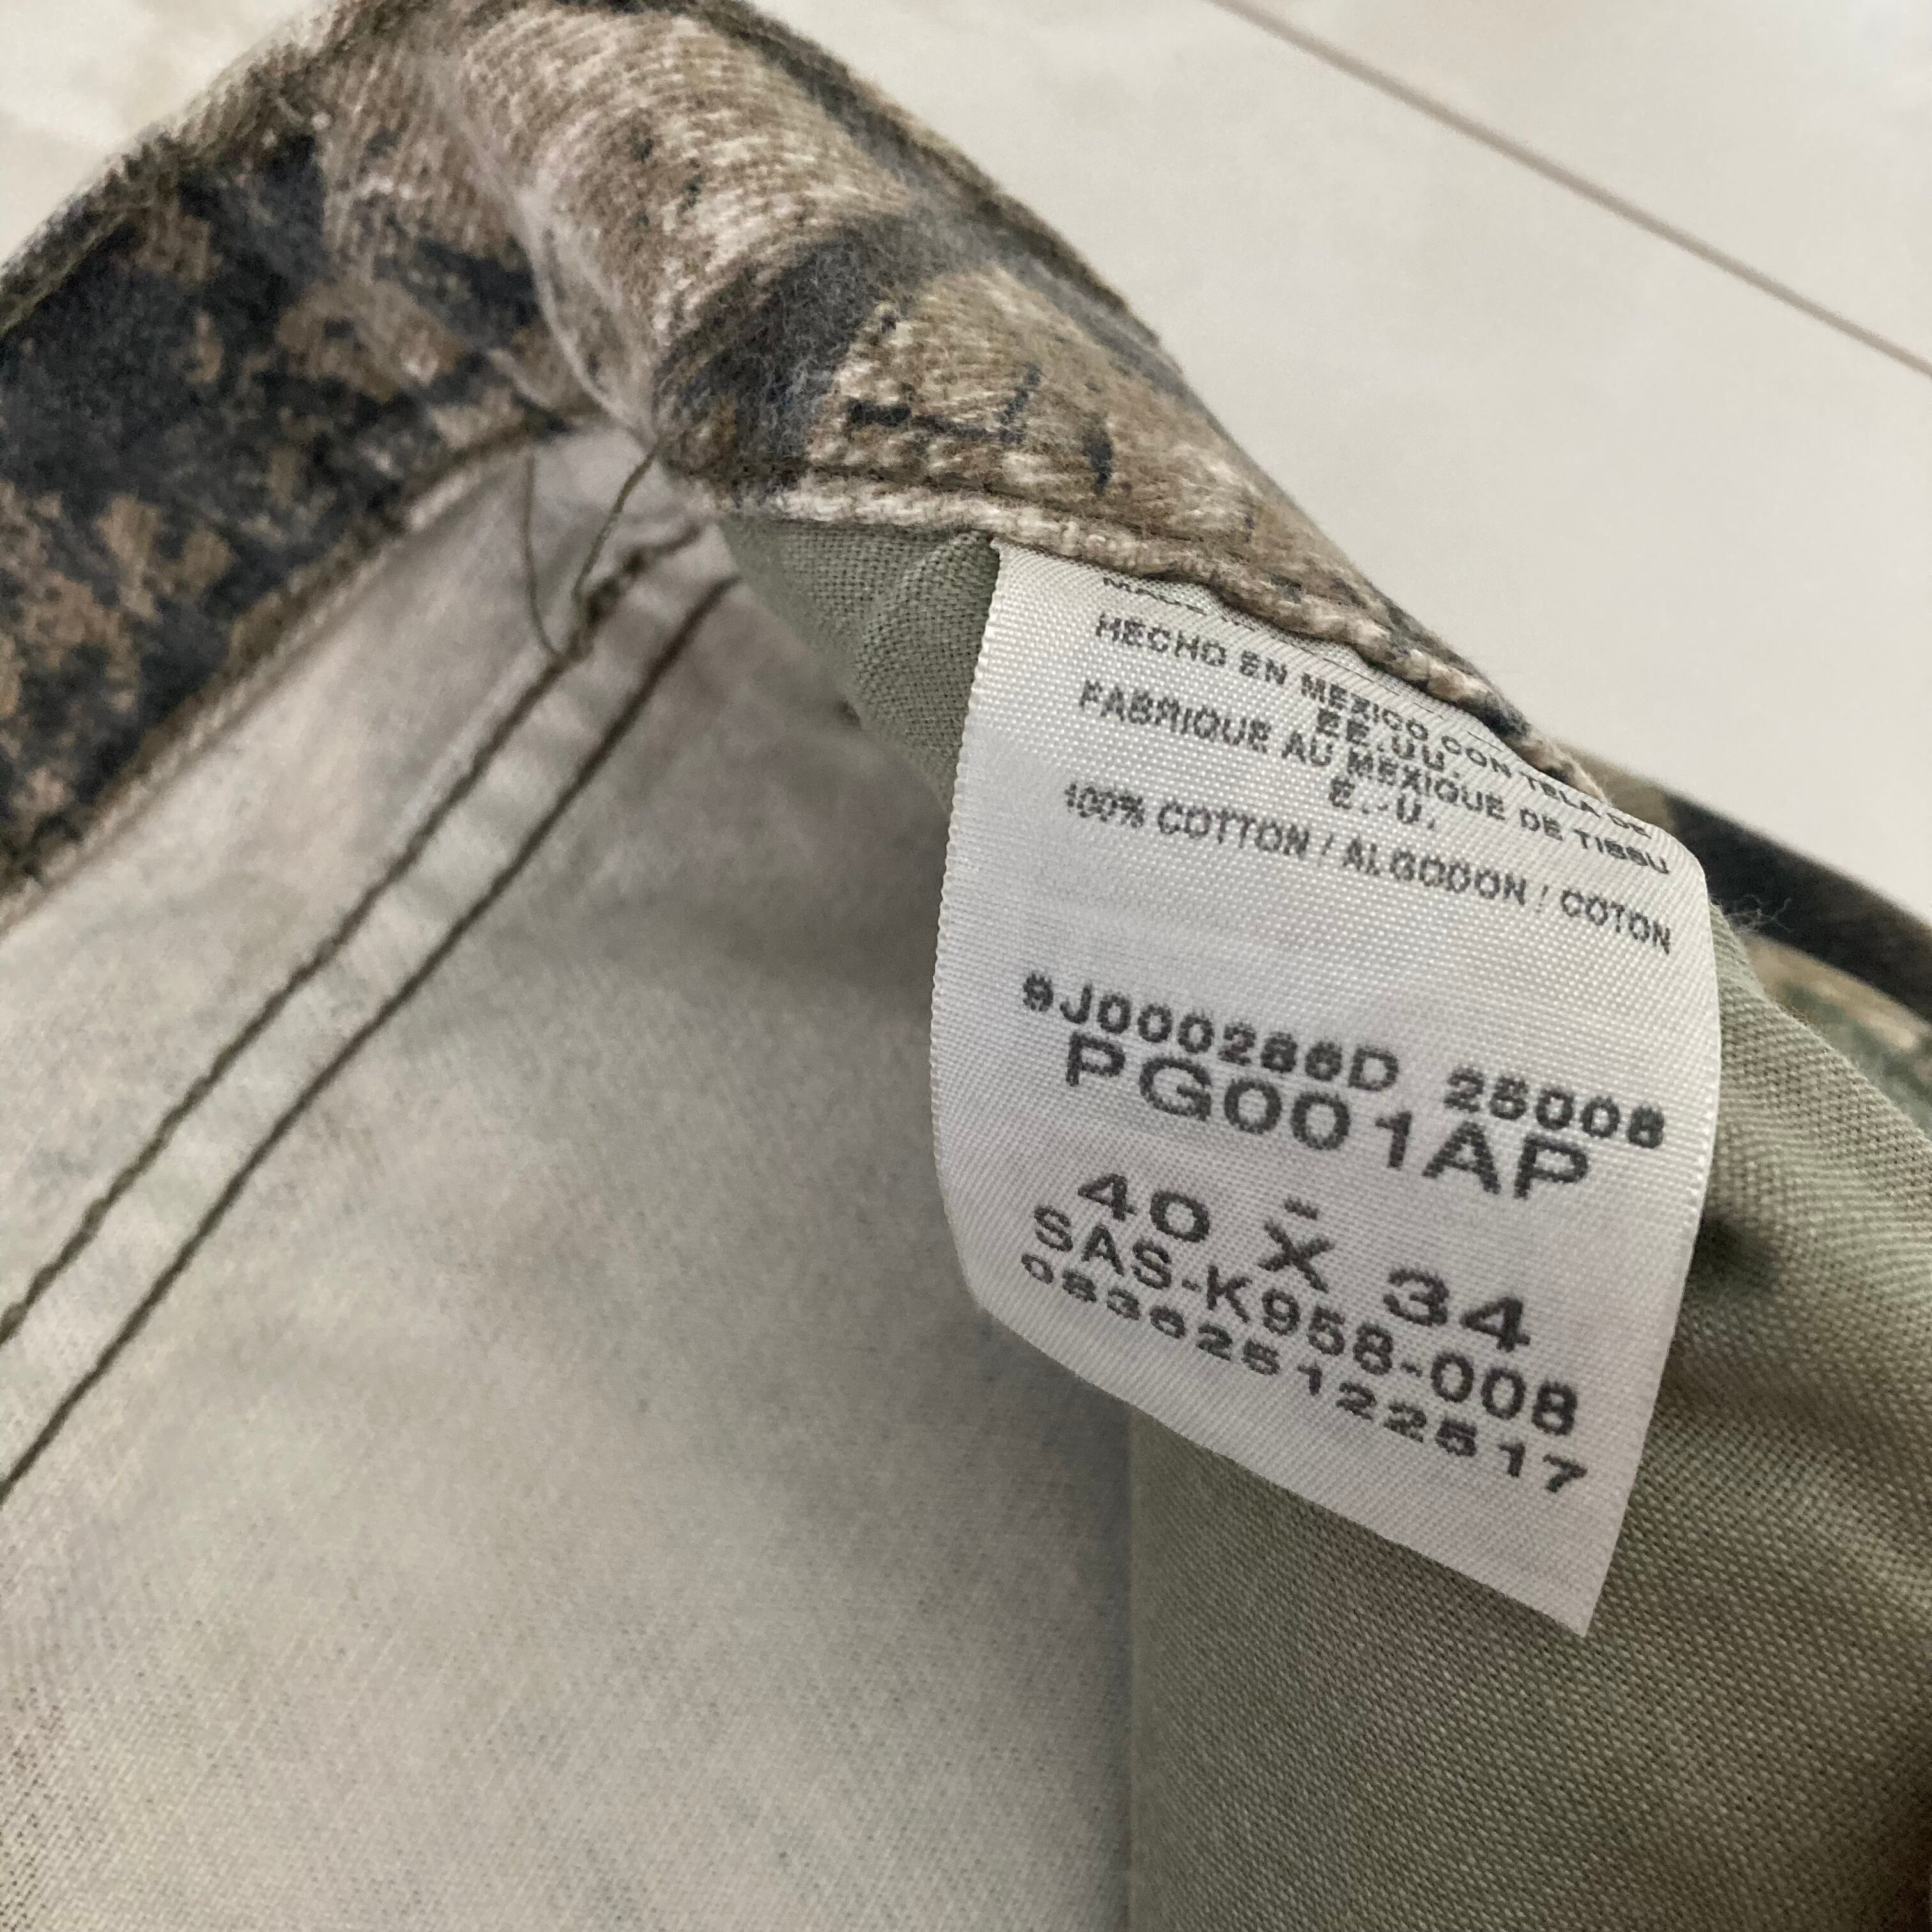 HECHO EN MEXICO CON TELA DE
EE.UU.
FABRIQUE AU MEXIQUE DE TISSU
E.-U.
100% COTTON / ALGODON / COTON
9J000286D 25008
PG001AP
40 X 34
SAS-K958-008
083625122517